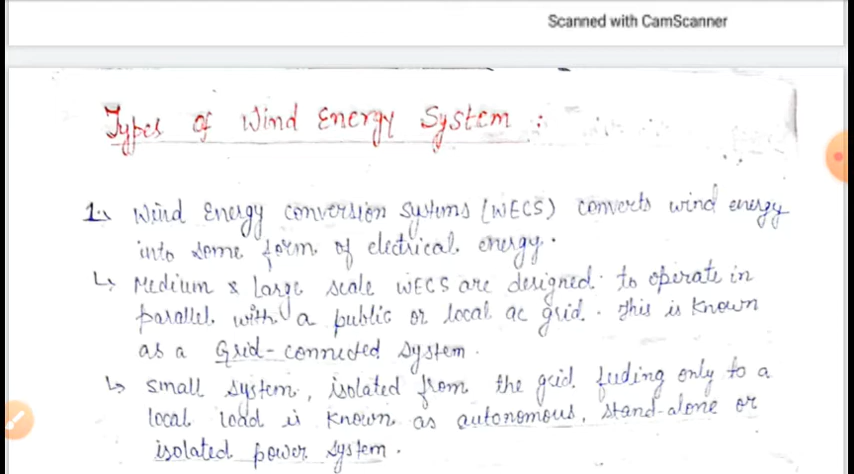 Scanned with CamScanner
Types of Wind Energy System :
1. Wind Energy conversion Systems (WECS) converts wind energy
into some form of electrical energy.
↳ Medium & Large scale WECS are designed to operate in
parallel with a public or local ac grid. This is known
as a Grid-connected system.
↳ Small system, isolated from the grid feeding only to a
local load is known as autonomous, stand-alone or
isolated power system.